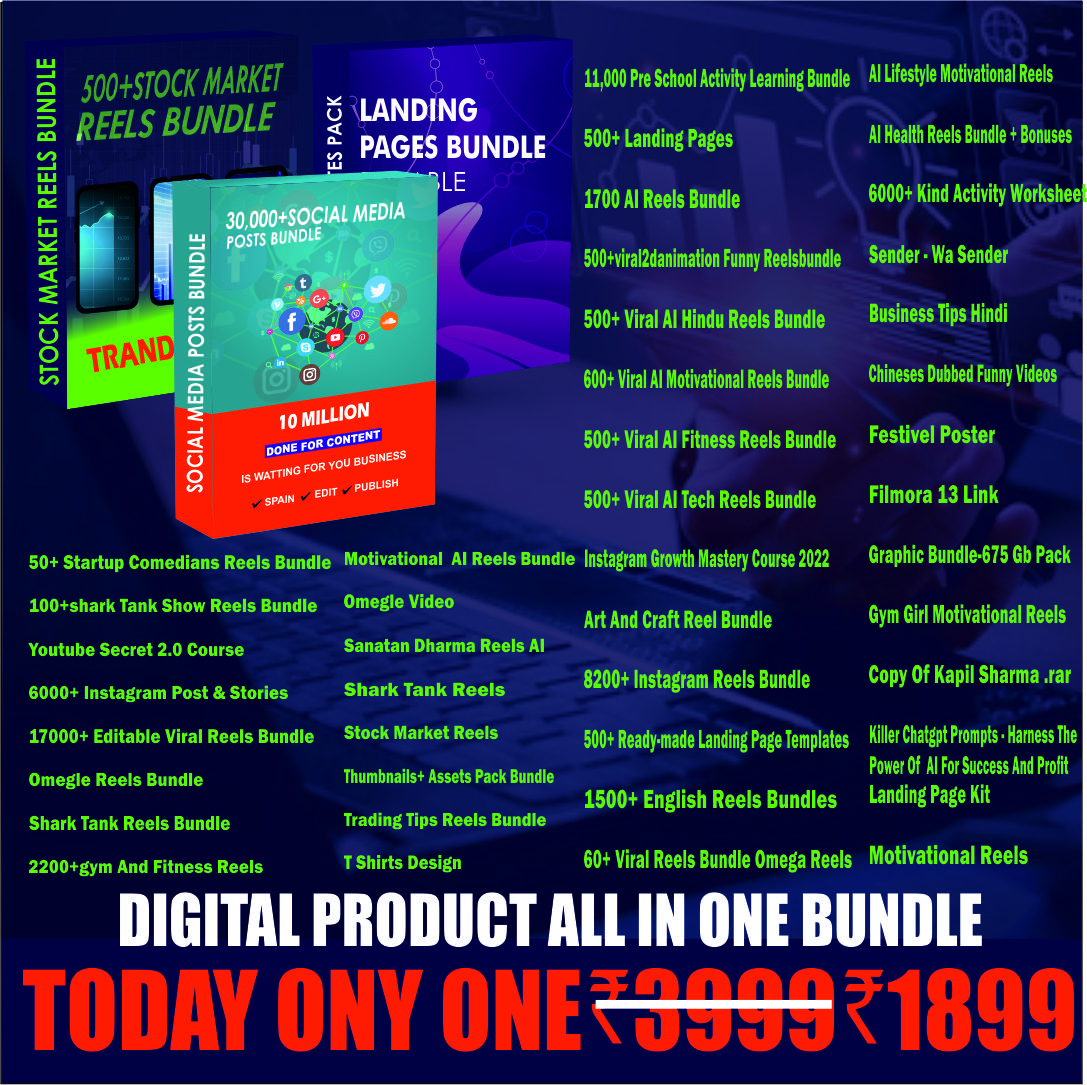 STOCK MARKET REELS BUNDLE
500+STOCK MARKET
REELS BUNDLE
TRAND
TES PACK
LANDING
PAGES BUNDLE
BLE
SOCIAL MEDIA POSTS BUNDLE
30,000+SOCIAL MEDIA
POSTS BUNDLE
10 MILLION
DONE FOR CONTENT
IS WATTING FOR YOU BUSINESS
✓ SPAIN ✓ EDIT ✓ PUBLISH
50+ Startup Comedians Reels Bundle
100+shark Tank Show Reels Bundle
Youtube Secret 2.0 Course
6000+ Instagram Post & Stories
17000+ Editable Viral Reels Bundle
Omegle Reels Bundle
Shark Tank Reels Bundle
2200+gym And Fitness Reels
Motivational AI Reels Bundle
Omegle Video
Sanatan Dharma Reels AI
Shark Tank Reels
Stock Market Reels
Thumbnails+ Assets Pack Bundle
Trading Tips Reels Bundle
T Shirts Design
11,000 Pre School Activity Learning Bundle
500+ Landing Pages
1700 AI Reels Bundle
500+viral2danimation Funny Reelsbundle
500+ Viral AI Hindu Reels Bundle
600+ Viral AI Motivational Reels Bundle
500+ Viral AI Fitness Reels Bundle
500+ Viral AI Tech Reels Bundle
Instagram Growth Mastery Course 2022
Art And Craft Reel Bundle
8200+ Instagram Reels Bundle
500+ Ready-made Landing Page Templates
1500+ English Reels Bundles
60+ Viral Reels Bundle Omega Reels
AI Lifestyle Motivational Reels
AI Health Reels Bundle + Bonuses
6000+ Kind Activity Worksheet
Sender - Wa Sender
Business Tips Hindi
Chineses Dubbed Funny Videos
Festivel Poster
Filmora 13 Link
Graphic Bundle-675 Gb Pack
Gym Girl Motivational Reels
Copy Of Kapil Sharma .rar
Killer Chatgpt Prompts - Harness The
Power Of AI For Success And Profit
Landing Page Kit
Motivational Reels
DIGITAL PRODUCT ALL IN ONE BUNDLE
TODAY ONY ONE ₹3999 ₹1899